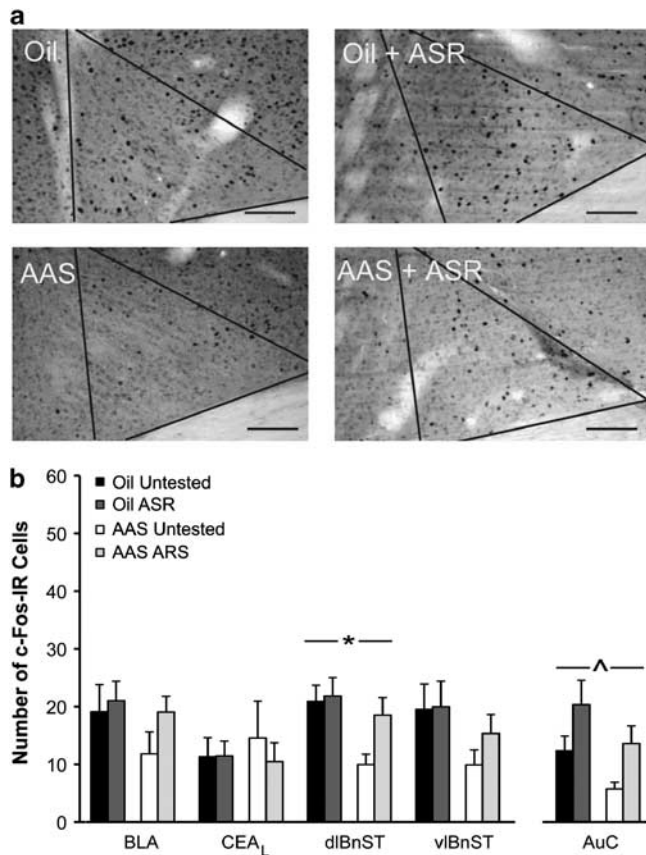 a
Oil
Oil + ASR
AAS
AAS + ASR
b
Number of c-Fos-IR Cells
60
50
40
30
20
10
0
Oil Untested
Oil ASR
AAS Untested
AAS ARS
*
^
BLA
CEAL
dlBnST
vlBnST
AuC